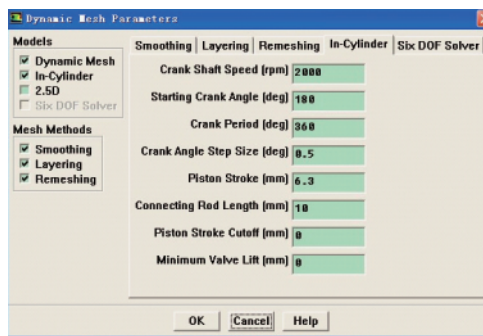 Dynamic Mesh Parameters
Models
Dynamic Mesh
In-Cylinder
2.5D
Six DOF Solver
Mesh Methods
Smoothing
Layering
Remeshing
Smoothing Layering Remeshing In-Cylinder Six DOF Solver
Crank Shaft Speed (rpm) 2000
Starting Crank Angle (deg) 180
Crank Period (deg) 360
Crank Angle Step Size (deg) 0.5
Piston Stroke (mm) 6.3
Connecting Rod Length (mm) 10
Piston Stroke Cutoff (mm) 0
Minimum Valve Lift (mm) 0
OK Cancel Help